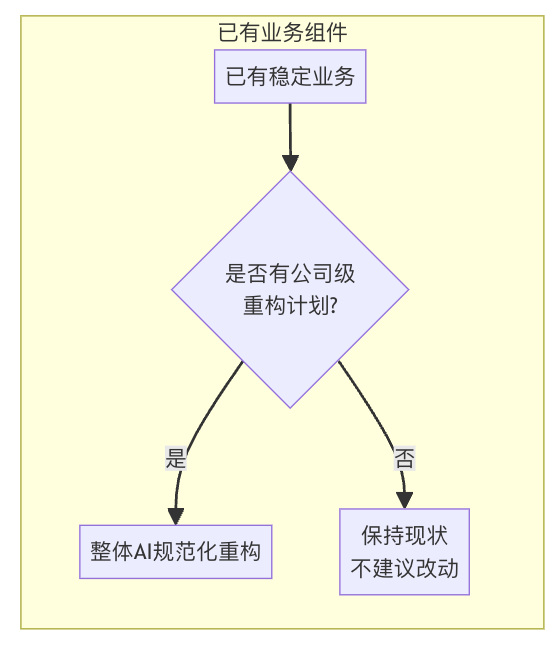 已有业务组件
已有稳定业务
是否有公司级
重构计划?
是
否
整体AI规范化重构
保持现状
不建议改动